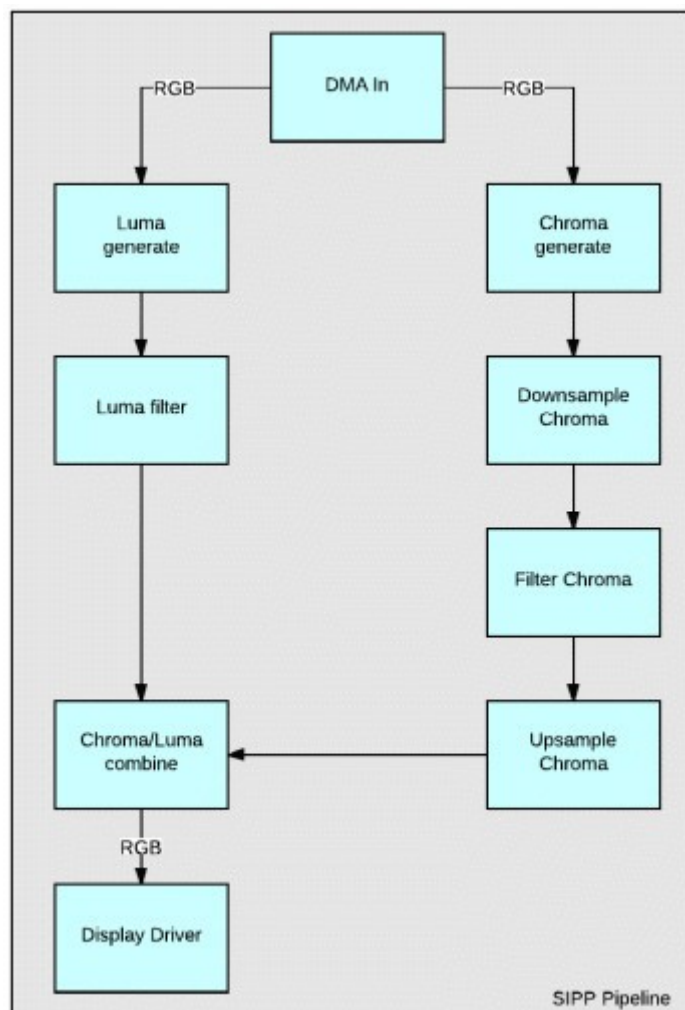 DMA In
RGB
RGB
Luma
generate
Chroma
generate
Luma filter
Downsample
Chroma
Filter Chroma
Chroma/Luma
combine
Upsample
Chroma
RGB
Display Driver
SIPP Pipeline